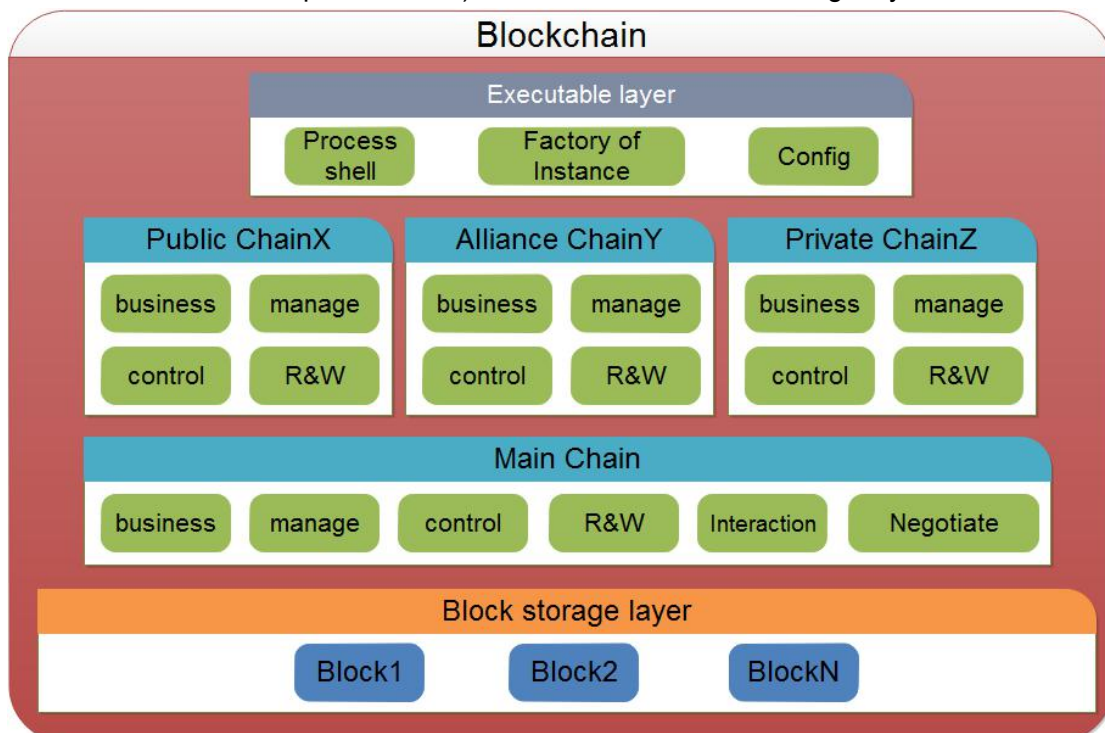 Blockchain
Executable layer
Process
shell
Factory of
Instance
Config
Public ChainX
business
manage
control
R&W
Alliance ChainY
business
manage
control
R&W
Private ChainZ
business
manage
control
R&W
Main Chain
business
manage
control
R&W
Interaction
Negotiate
Block storage layer
Block1
Block2
BlockN